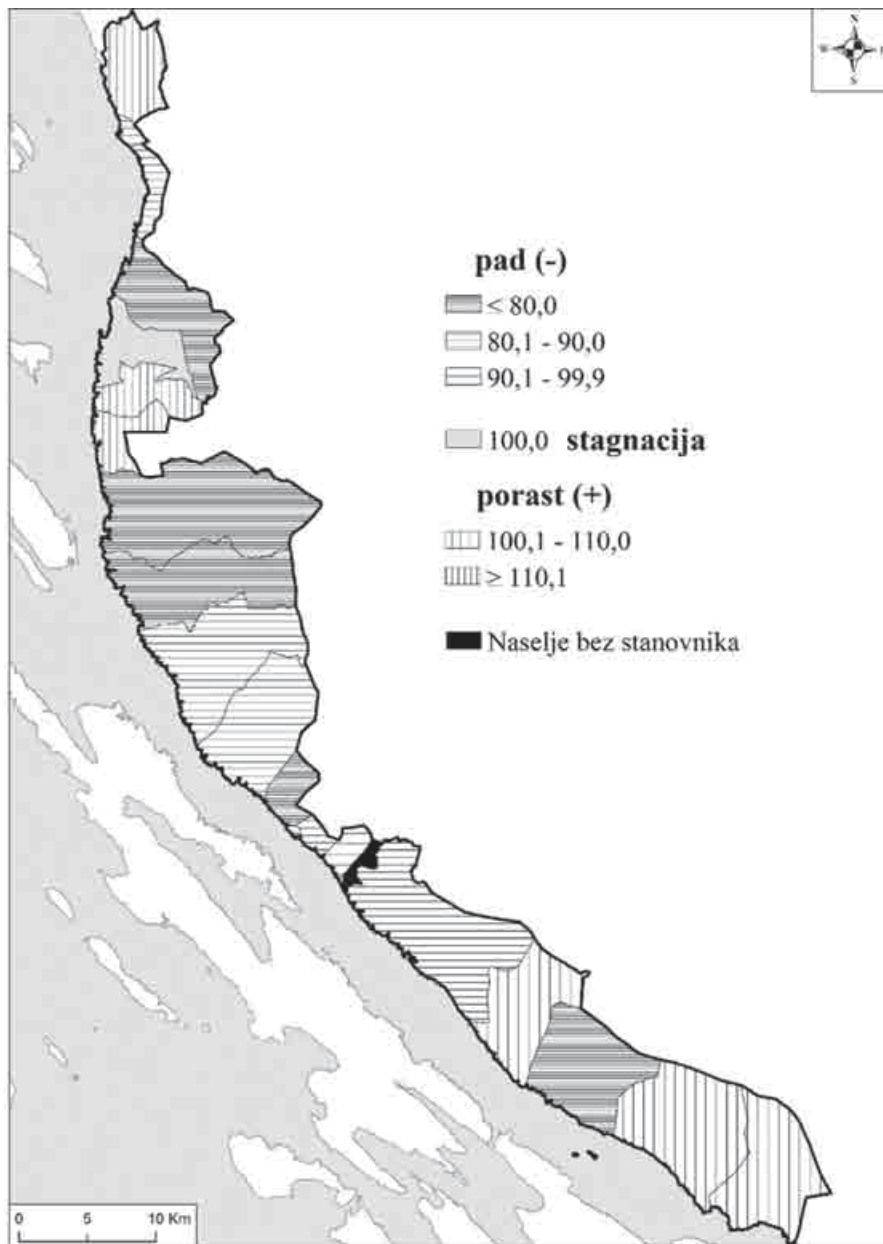 N
S
pad (-)
< 80,0
80,1 - 90,0
90,1 - 99,9
100,0 stagnacija
porast (+)
100,1 - 110,0
≥ 110,1
Naselje bez stanovnika
0 5 10 Km